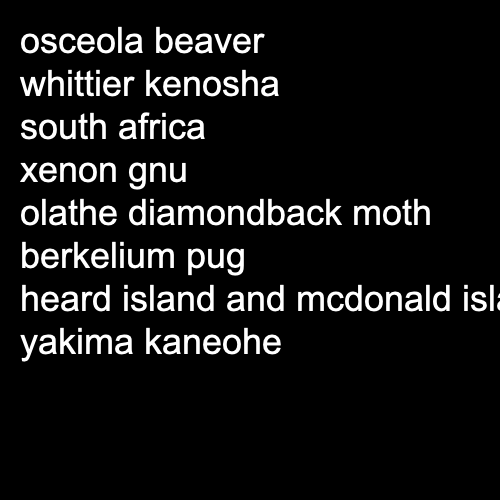 osceola beaver
whittier kenosha
south africa
xenon gnu
olathe diamondback moth
berkelium pug
heard island and mcdonald isl
yakima kaneohe